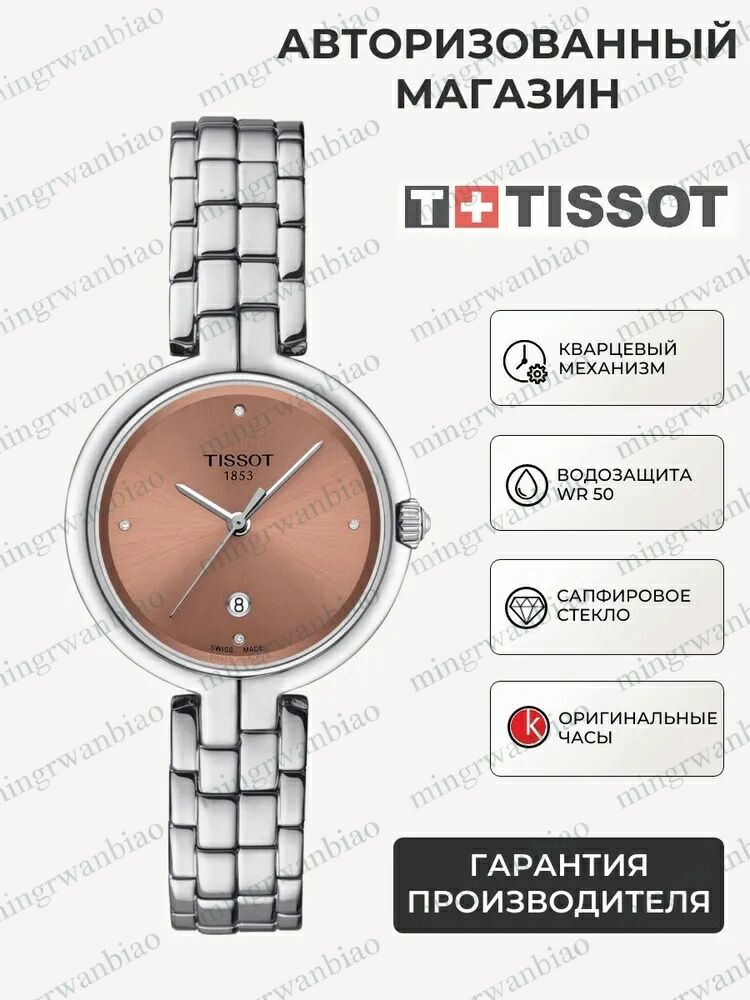 АВТОРИЗОВАННЫЙ
МАГАЗИН
T+TISSOT
КВАРЦЕВЫЙ
МЕХАНИЗМ
ВОДОЗАЩИТА
WR 50
САПФИРОВОЕ
СТЕКЛО
k
ОРИГИНАЛЬНЫЕ
ЧАСЫ
ГАРАНТИЯ
ПРОИЗВОДИТЕЛЯ
TISSOT
1853
8
SWISS MADE
mingrwanbiao